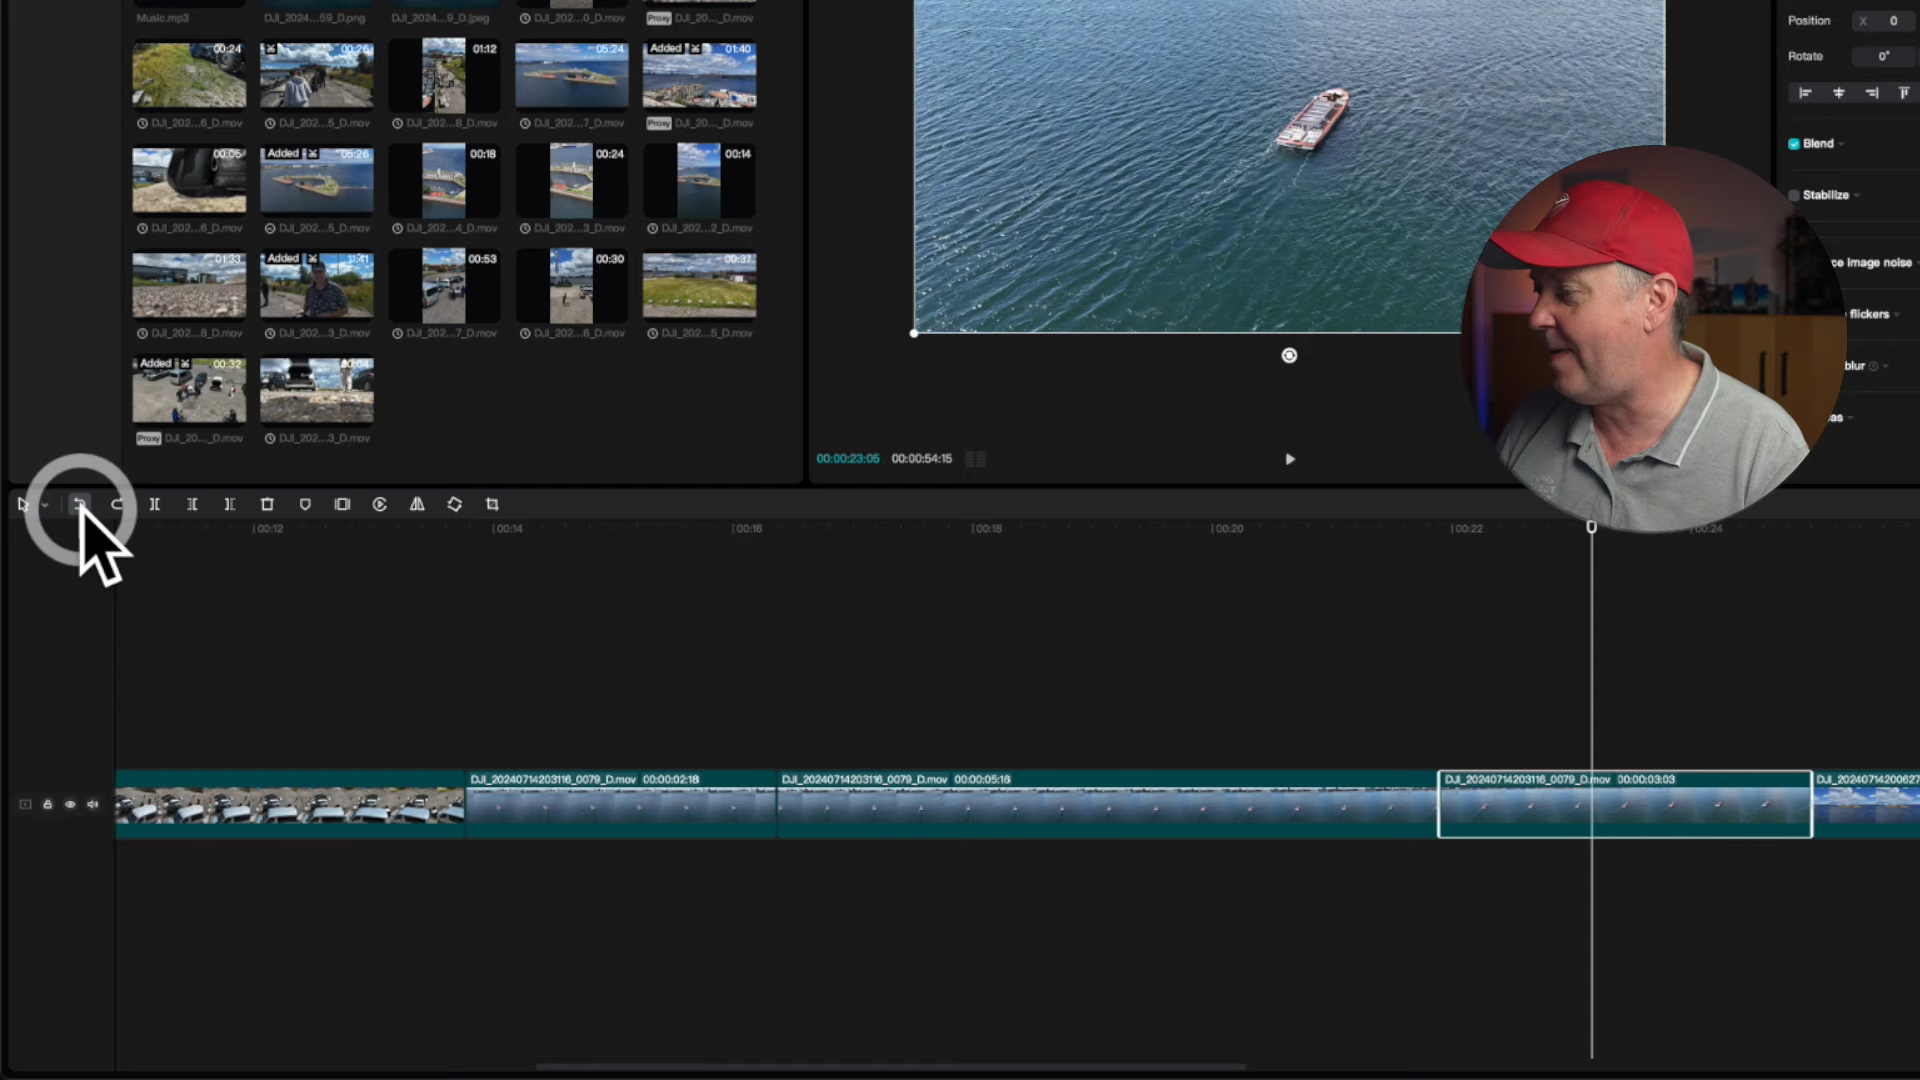 Music.mp3
DJI_2024...59_D.png
DJI_2024...9_D.jpeg
DJI_202...0_D.mov
Proxy DJI_20..._D.mov
00:24
00:26
01:12
05:24
Added 01:40
DJI_202...6_D.mov
DJI_202...5_D.mov
DJI_202...8_D.mov
DJI_202...7_D.mov
Proxy DJI_20..._D.mov
00:05
Added 05:26
00:18
00:24
00:14
DJI_202...6_D.mov
DJI_202...5_D.mov
DJI_202...4_D.mov
DJI_202...3_D.mov
DJI_202...2_D.mov
01:33
Added 11:41
00:53
00:30
00:37
DJI_202...8_D.mov
DJI_202...3_D.mov
DJI_202...7_D.mov
DJI_202...6_D.mov
DJI_202...5_D.mov
Added 00:32
00:04
Proxy DJI_20..._D.mov
DJI_202...3_D.mov
00:00:23:05 00:00:54:15
Position X 0
Rotate 0°
Blend
Stabilize
ce image noise
flickers
blur
as
00:12
00:14
00:16
00:18
00:20
00:22
00:24
DJI_20240714203116_0079_D.mov 00:00:02:18
DJI_20240714203116_0079_D.mov 00:00:05:16
DJI_20240714203116_0079_D.mov 00:00:03:03
DJI_2024071420062